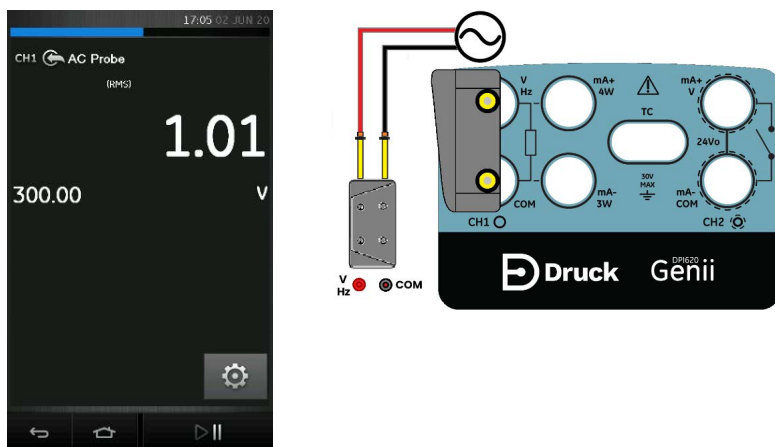 17:05 02 JUN 20
CH1 AC Probe
(RMS)
1.01
300.00 V
V
Hz
COM
V
Hz
mA+
4W
mA+
V
TC
24Vo
COM
mA-
3W
30V
MAX
mA-
COM
CH1
CH2
Druck
DPI620
Genii